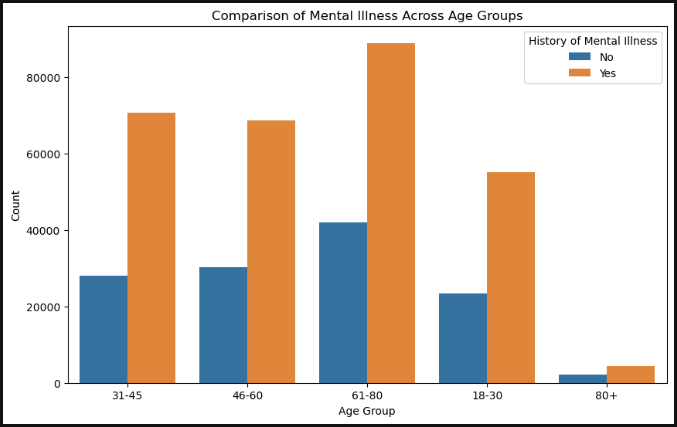 Comparison of Mental Illness Across Age Groups
History of Mental Illness
No
Yes
80000
60000
40000
20000
0
Count
31-45
46-60
61-80
18-30
80+
Age Group